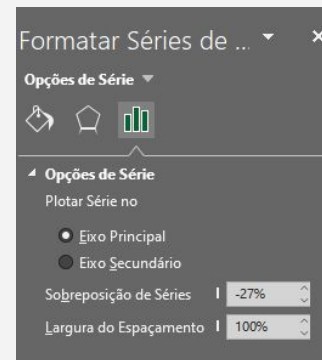 Formatar Séries de ...
Opções de Série
Opções de Série
Plotar Série no
Eixo Principal
Eixo Secundário
Sobreposição de Séries -27%
Largura do Espaçamento 100%